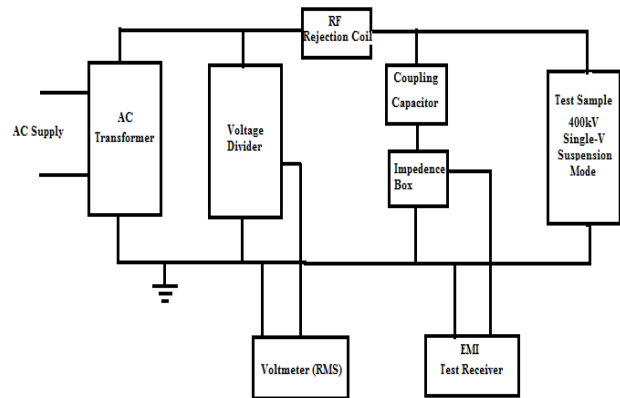 RF
Rejection Coil
AC Supply
AC
Transformer
Voltage
Divider
Coupling
Capacitor
Impedence
Box
Test Sample
400kV
Single-V
Suspension
Mode
Voltmeter (RMS)
EMI
Test Receiver